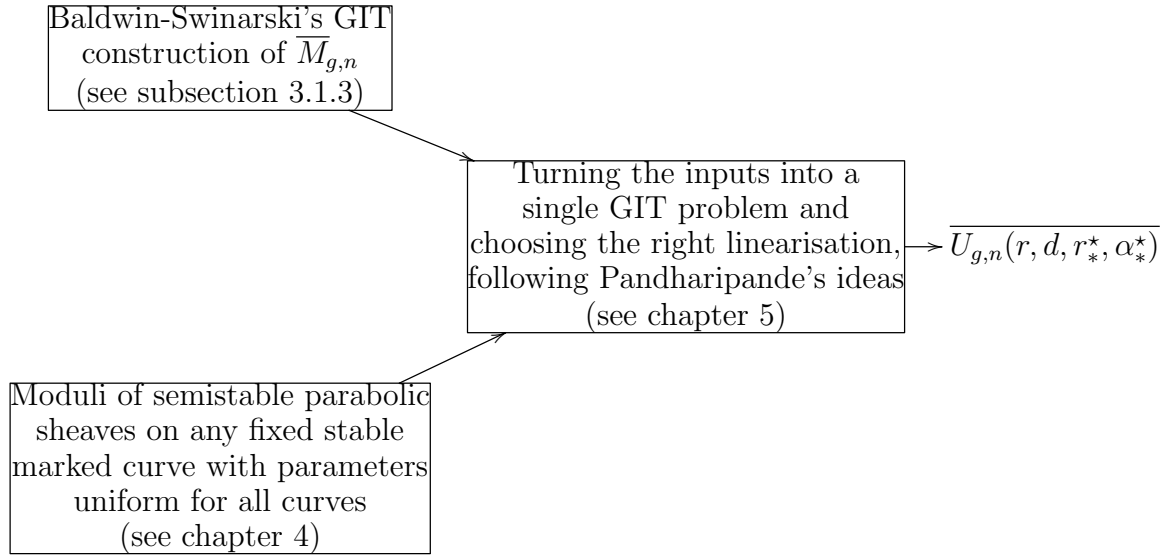 Baldwin-Swinarski's GIT
construction of $\overline{M}_{g,n}$
(see subsection 3.1.3)
Turning the inputs into a
single GIT problem and
choosing the right linearisation,
following Pandharipande's ideas
(see chapter 5)
$\overline{U_{g,n}(r, d, r_*^\star, \alpha_*^\star)}$
Moduli of semistable parabolic
sheaves on any fixed stable
marked curve with parameters
uniform for all curves
(see chapter 4)